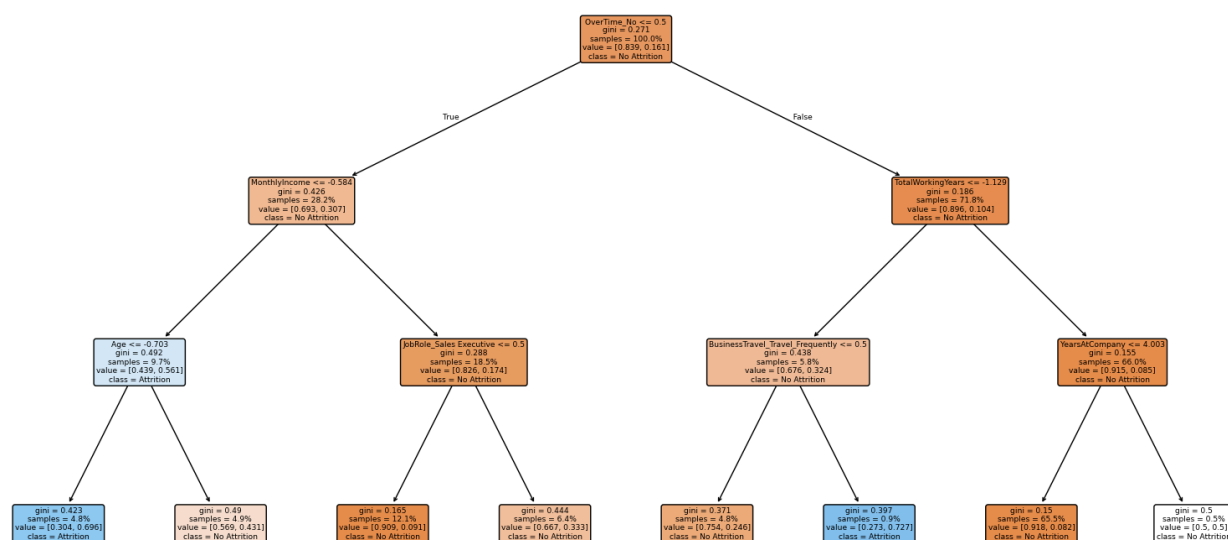 OverTime_No <= 0.5
gini = 0.271
samples = 100.0%
value = [0.839, 0.161]
class = No Attrition
True
False
MonthlyIncome <= -0.584
gini = 0.426
samples = 28.2%
value = [0.693, 0.307]
class = No Attrition
TotalWorkingYears <= -1.129
gini = 0.186
samples = 71.8%
value = [0.896, 0.104]
class = No Attrition
Age <= -0.703
gini = 0.492
samples = 9.7%
value = [0.439, 0.561]
class = Attrition
JobRole_Sales Executive <= 0.5
gini = 0.288
samples = 18.5%
value = [0.826, 0.174]
class = No Attrition
BusinessTravel_Travel_Frequently <= 0.5
gini = 0.438
samples = 5.8%
value = [0.676, 0.324]
class = No Attrition
YearsAtCompany <= 4.003
gini = 0.155
samples = 66.0%
value = [0.915, 0.085]
class = No Attrition
gini = 0.423
samples = 4.8%
value = [0.304, 0.696]
class = Attrition
gini = 0.49
samples = 4.9%
value = [0.569, 0.431]
class = No Attrition
gini = 0.165
samples = 12.1%
value = [0.909, 0.091]
class = No Attrition
gini = 0.444
samples = 6.4%
value = [0.667, 0.333]
class = No Attrition
gini = 0.371
samples = 4.8%
value = [0.754, 0.246]
class = No Attrition
gini = 0.397
samples = 0.9%
value = [0.273, 0.727]
class = Attrition
gini = 0.15
samples = 65.5%
value = [0.918, 0.082]
class = No Attrition
gini = 0.5
samples = 0.5%
value = [0.5, 0.5]
class = No Attrition